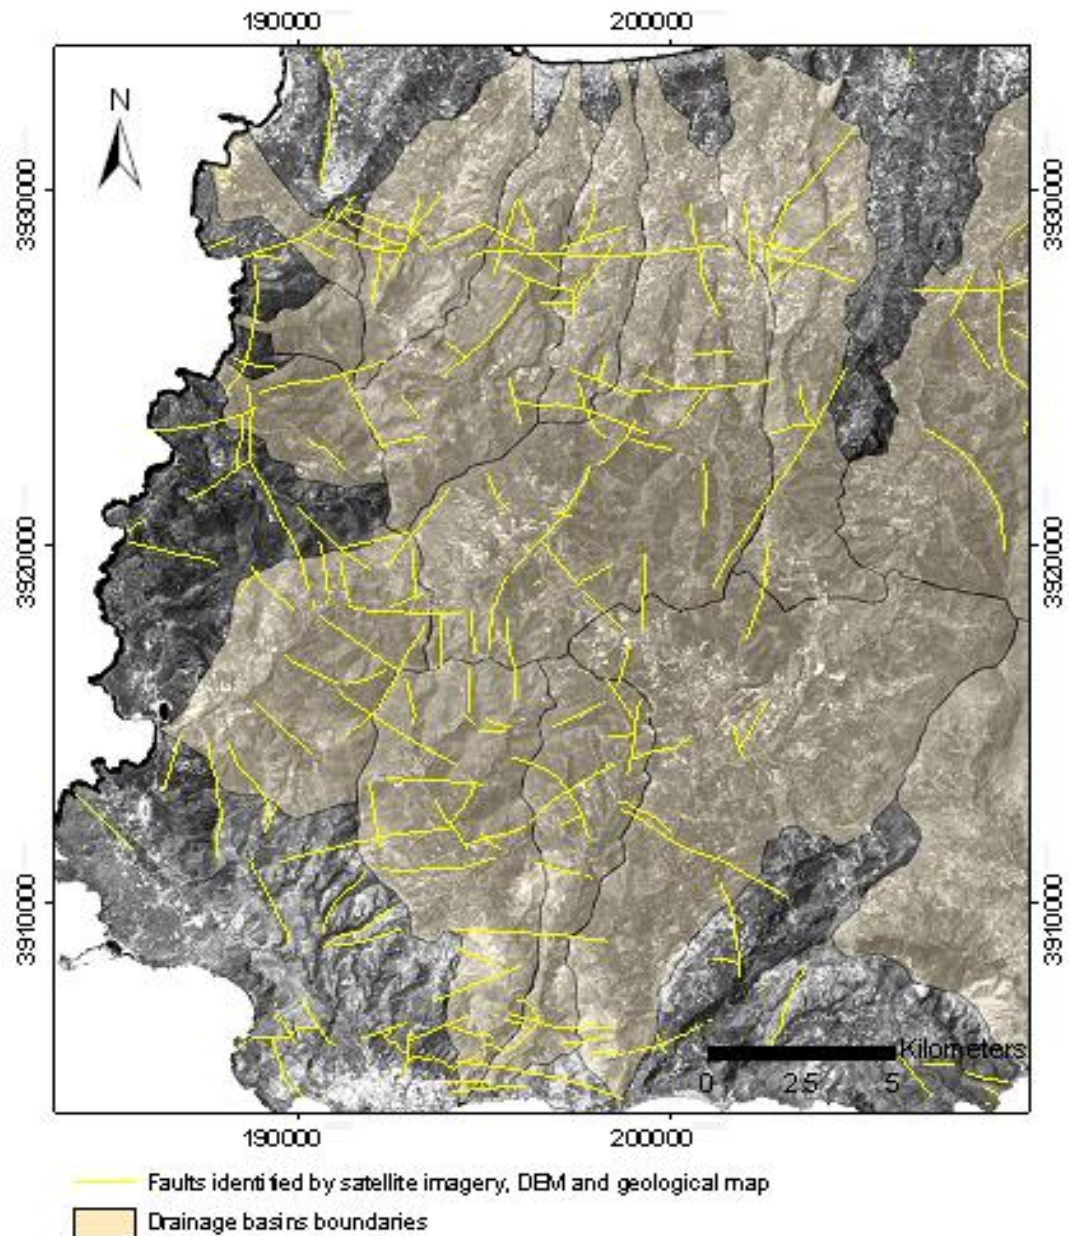 190000 200000
N
3930000 3930000
3920000 3920000
3910000 3910000
Kilometers
0 2.5 5
190000 200000
Faults identified by satellite imagery, DEM and geological map
Drainage basins boundaries